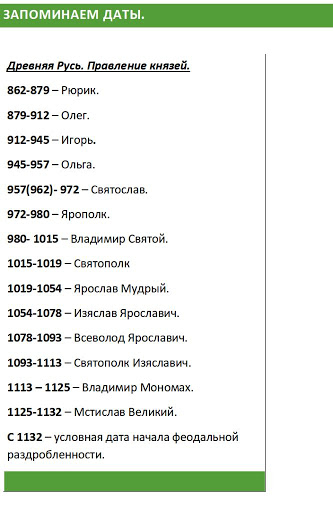 ЗАПОМИНАЕМ ДАТЫ.
Древняя Русь. Правление князей.
862-879 – Рюрик.
879-912 – Олег.
912-945 – Игорь.
945-957 – Ольга.
957(962)- 972 – Святослав.
972-980 – Ярополк.
980- 1015 – Владимир Святой.
1015-1019 – Святополк
1019-1054 – Ярослав Мудрый.
1054-1078 – Изяслав Ярославич.
1078-1093 – Всеволод Ярославич.
1093-1113 – Святополк Изяславич.
1113 – 1125 – Владимир Мономах.
1125-1132 – Мстислав Великий.
С 1132 – условная дата начала феодальной
раздробленности.